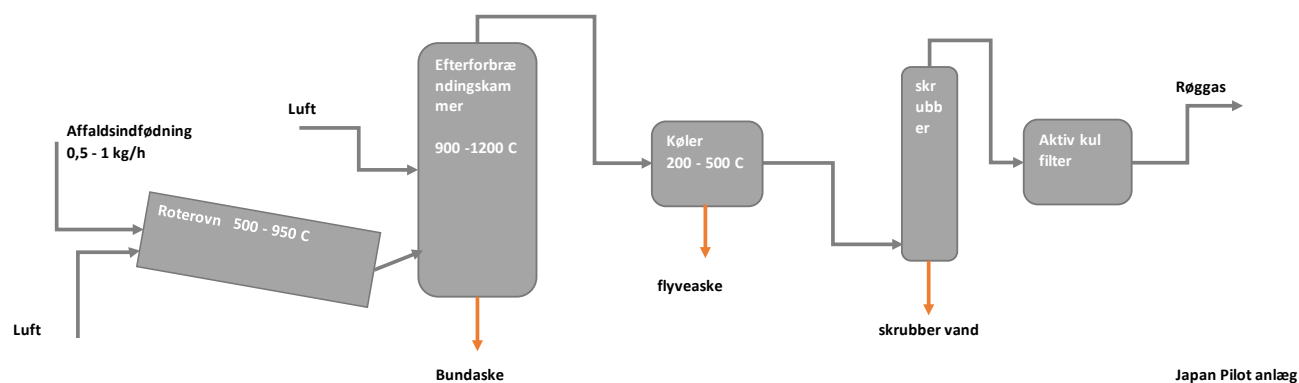 Affaldsindfødning
0,5 - 1 kg/h
Luft
Roterovn   500 - 950 C
Luft
Efterforbræ
ndingskam
mer
900 -1200 C
Bundaske
Køler
200 - 500 C
flyveaske
skr
ubb
er
skrubber vand
Aktiv kul
filter
Røggas
Japan Pilot anlæg